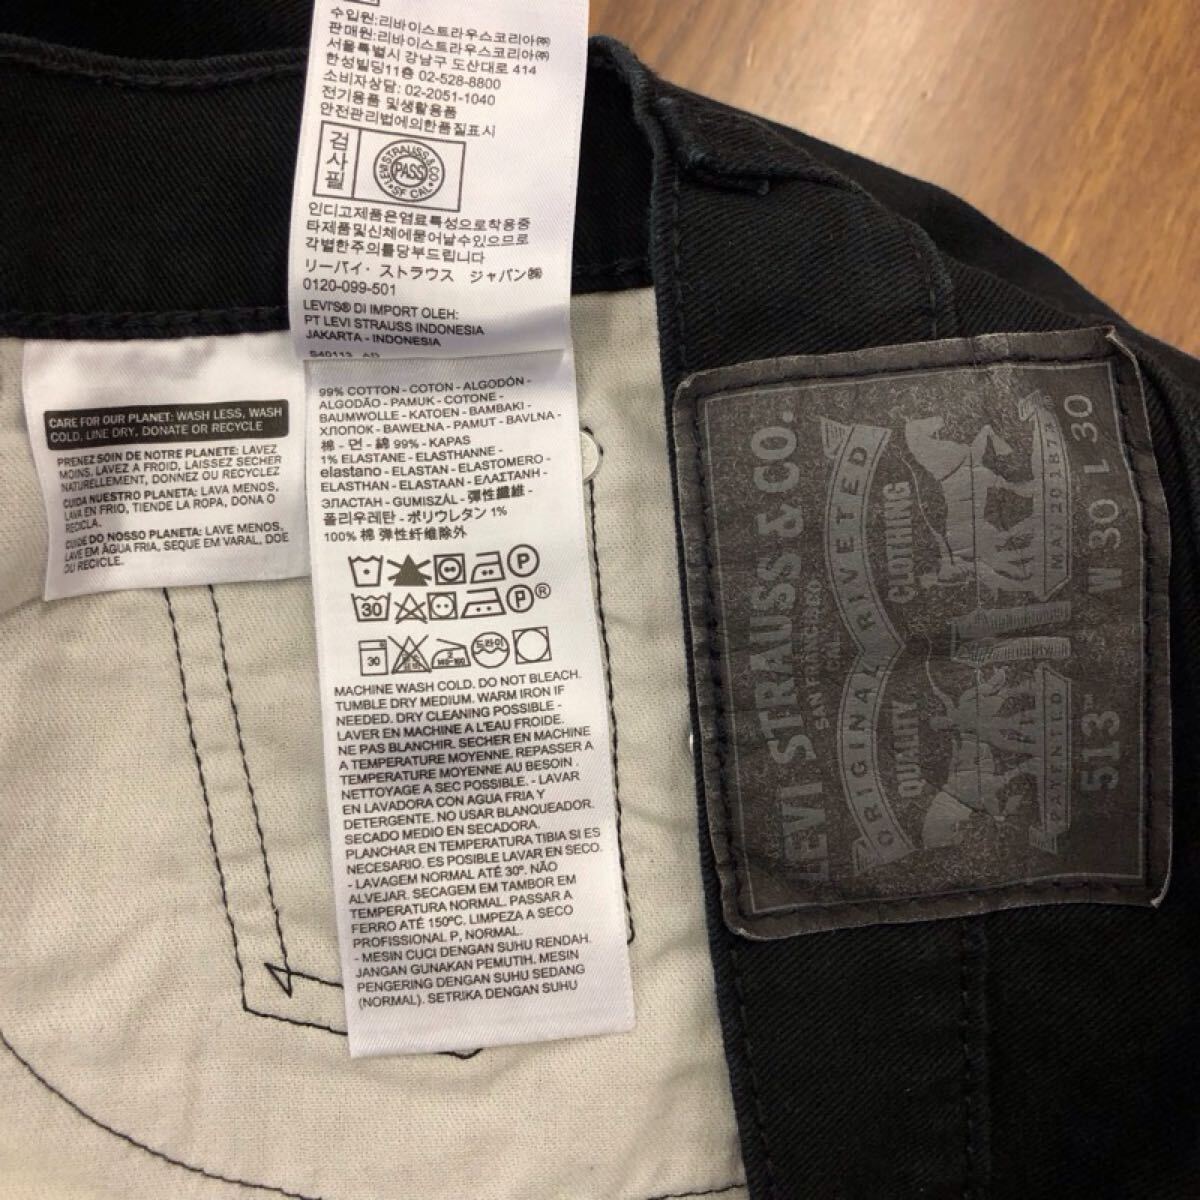 수입원:리바이스트라우스코리아㈜
판매원:리바이스트라우스코리아㈜
서울특별시 강남구 도산대로 414
한성빌딩11층 02-528-8800
소비자상담: 02-2051-1040
전기용품 및생활용품
안전관리법에의한품질표시
검사필
LEVI STRAUSS & CO.
PASS
SF CAL
인디고제품은염료특성으로착용중
타제품및신체에묻어날수있으므로
각별한주의를당부드립니다
リーバイ・ストラウス ジャパン㈱
0120-099-501
LEVI'S® DI IMPORT OLEH:
PT LEVI STRAUSS INDONESIA
JAKARTA - INDONESIA
CARE FOR OUR PLANET: WASH LESS, WASH
COLD, LINE DRY, DONATE OR RECYCLE
PRENEZ SOIN DE NOTRE PLANETE: LAVEZ
MOINS, LAVEZ A FROID, LAISSEZ SECHER
NATURELLEMENT, DONNEZ OU RECYCLEZ
CUIDA NUESTRO PLANETA: LAVA MENOS,
LAVA EN FRIO, TIENDE LA ROPA, DONA O
RECICLA.
CUIDE DO NOSSO PLANETA: LAVE MENOS,
LAVE EM ÁGUA FRIA, SEQUE EM VARAL, DOE
OU RECICLE.
99% COTTON - COTON - ALGODÓN -
ALGODÃO - PAMUK - COTONE -
BAUMWOLLE - KATOEN - BAMBAKI -
ХЛОПОК - BAWEŁNA - PAMUT - BAVLNA -
棉 - 면 - 綿 99% - KAPAS
1% ELASTANE - ELASTHANNE -
elastano - ELASTAN - ELASTOMERO -
ELASTHAN - ELASTAAN - ΕΛΑΣΤΑΝΗ -
ЭЛАСТАН - GUMISZÁL - 彈性纖維 -
폴리우레탄 - ポリウレタン 1%
100% 棉 弹性纤维除外
P
30 P ®
30 드라이
MACHINE WASH COLD. DO NOT BLEACH.
TUMBLE DRY MEDIUM. WARM IRON IF
NEEDED. DRY CLEANING POSSIBLE -
LAVER EN MACHINE A L'EAU FROIDE.
NE PAS BLANCHIR. SECHER EN MACHINE
A TEMPERATURE MOYENNE. REPASSER A
TEMPERATURE MOYENNE AU BESOIN .
NETTOYAGE A SEC POSSIBLE. - LAVAR
EN LAVADORA CON AGUA FRIA Y
DETERGENTE. NO USAR BLANQUEADOR.
SECADO MEDIO EN SECADORA.
PLANCHAR EN TEMPERATURA TIBIA SI ES
NECESARIO. ES POSIBLE LAVAR EN SECO.
- LAVAGEM NORMAL ATÉ 30º. NÃO
ALVEJAR. SECAGEM EM TAMBOR EM
TEMPERATURA NORMAL. PASSAR A
FERRO ATÉ 150ºC. LIMPEZA A SECO
PROFISSIONAL P, NORMAL.
- MESIN CUCI DENGAN SUHU RENDAH.
JANGAN GUNAKAN PEMUTIH. MESIN
PENGERING DENGAN SUHU SEDANG
(NORMAL). SETRIKA DENGAN SUHU
LEVI STRAUSS & CO.
SAN FRANCISCO
ORIGINAL RIVETED
QUALITY CLOTHING
PATENTED MAY 20 1873
513™ W 30 L 30